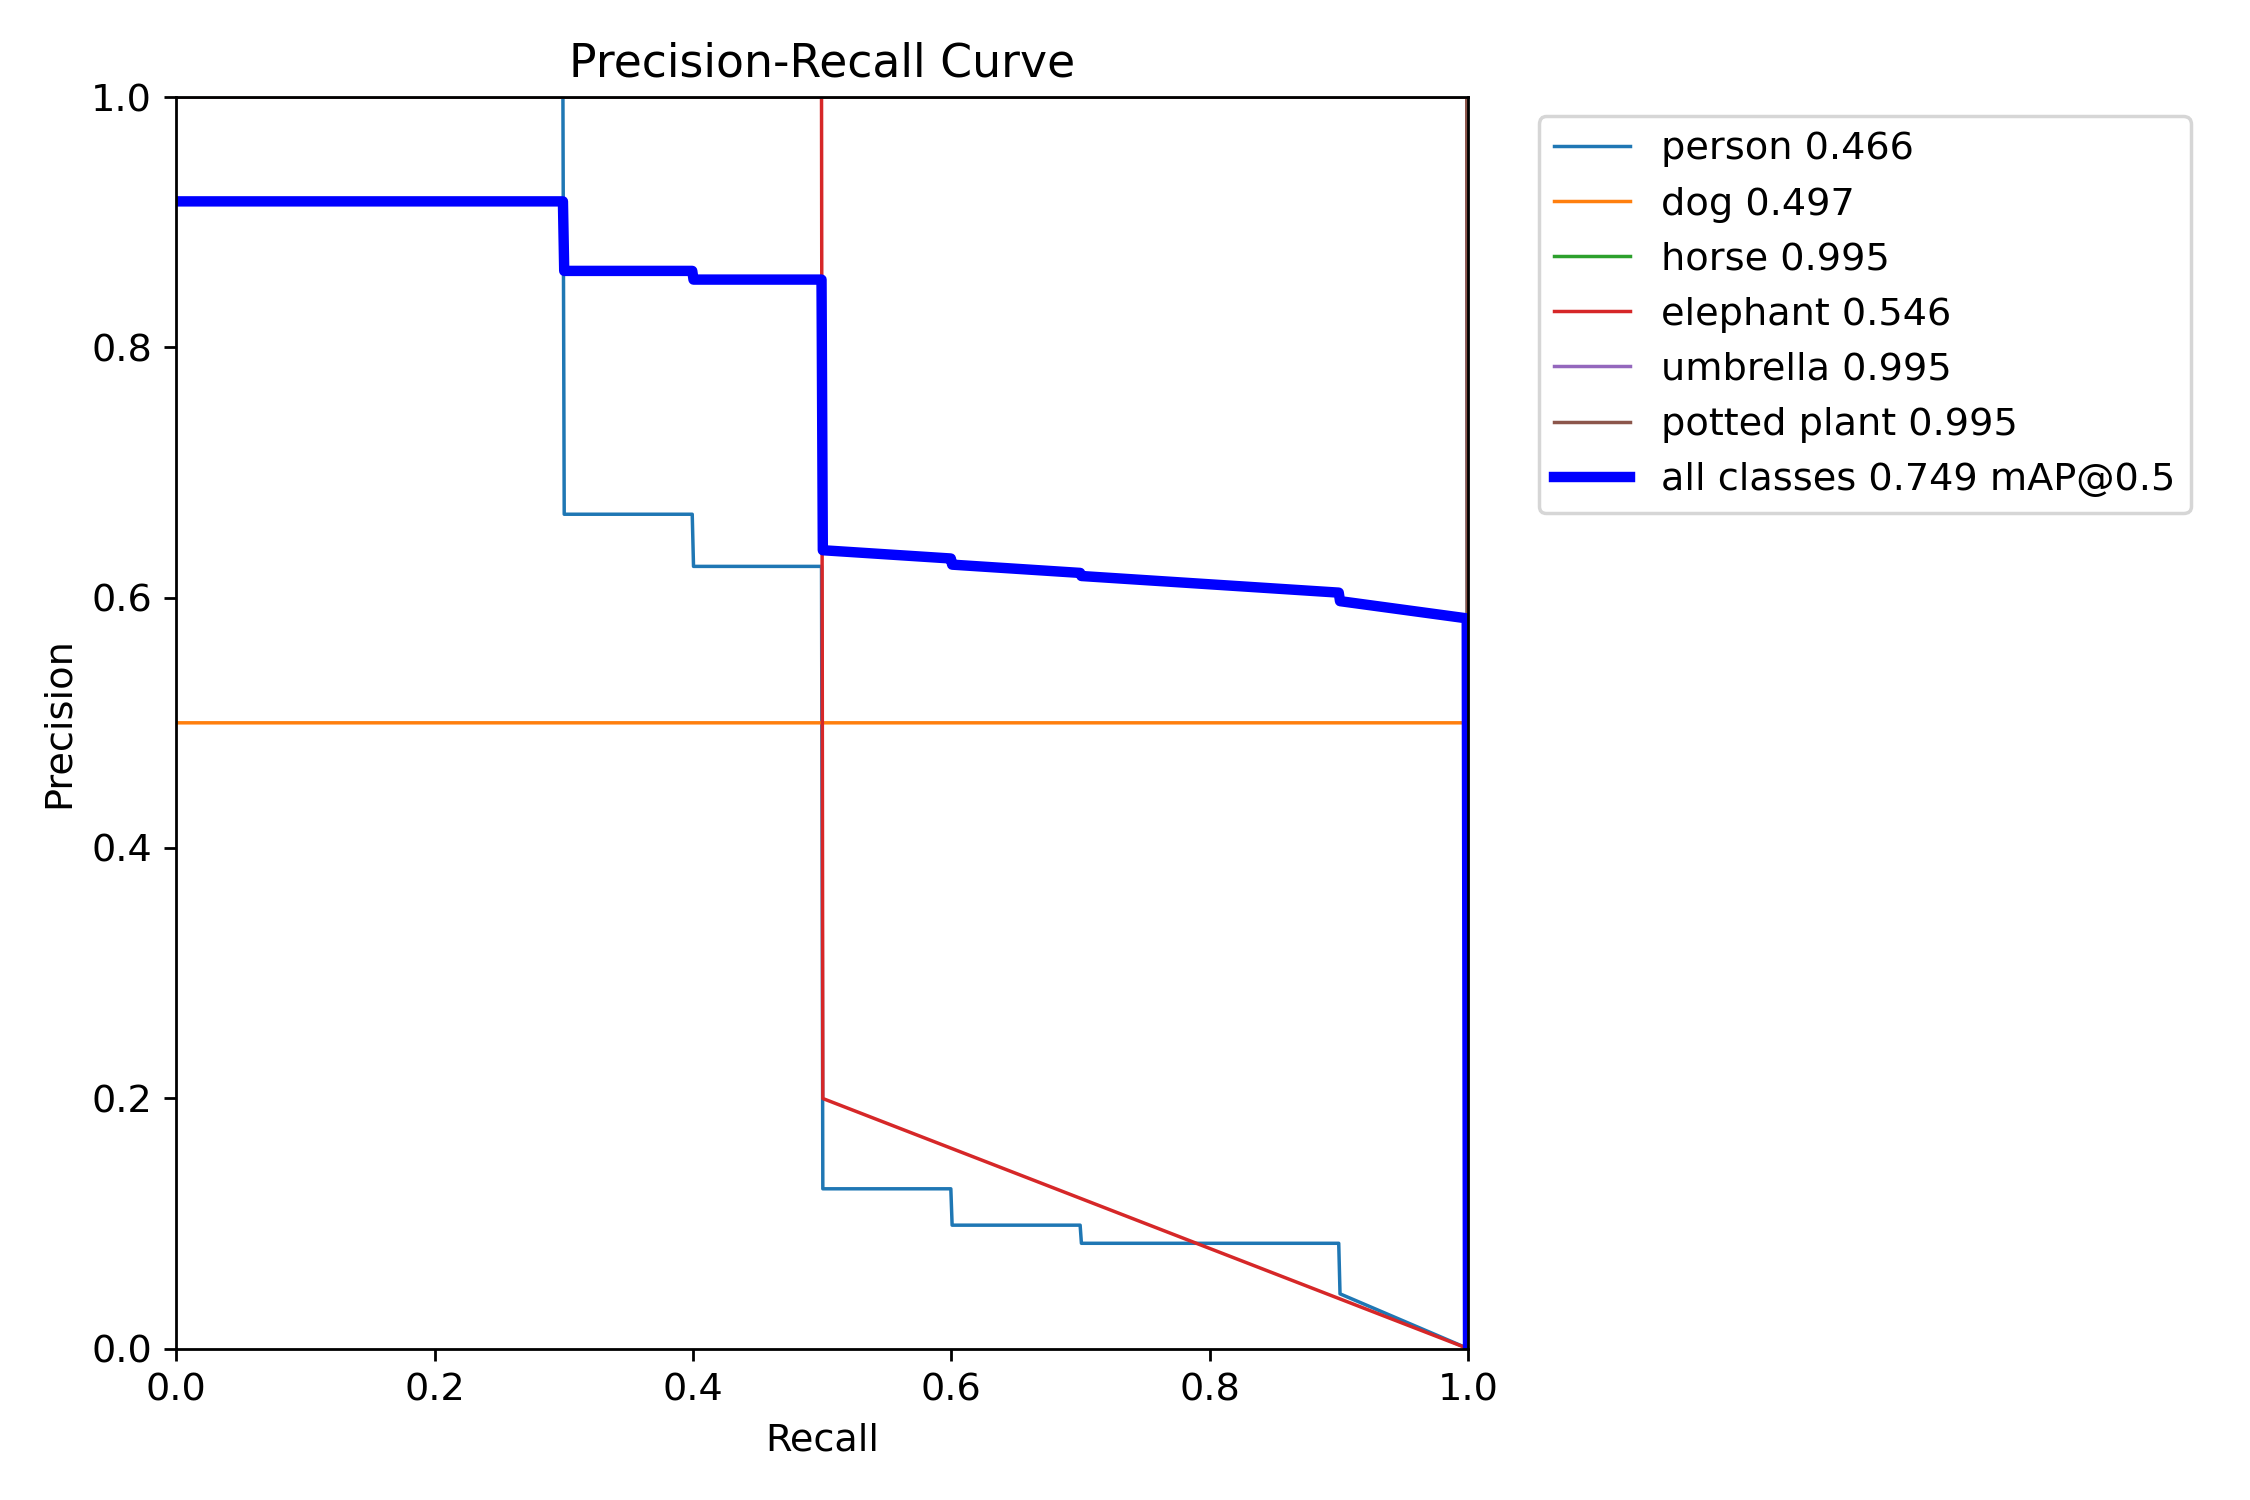 Precision-Recall Curve
1.0
0.8
0.6
0.4
0.2
0.0
Precision
0.0 0.2 0.4 0.6 0.8 1.0
Recall
person 0.466
dog 0.497
horse 0.995
elephant 0.546
umbrella 0.995
potted plant 0.995
all classes 0.749 mAP@0.5